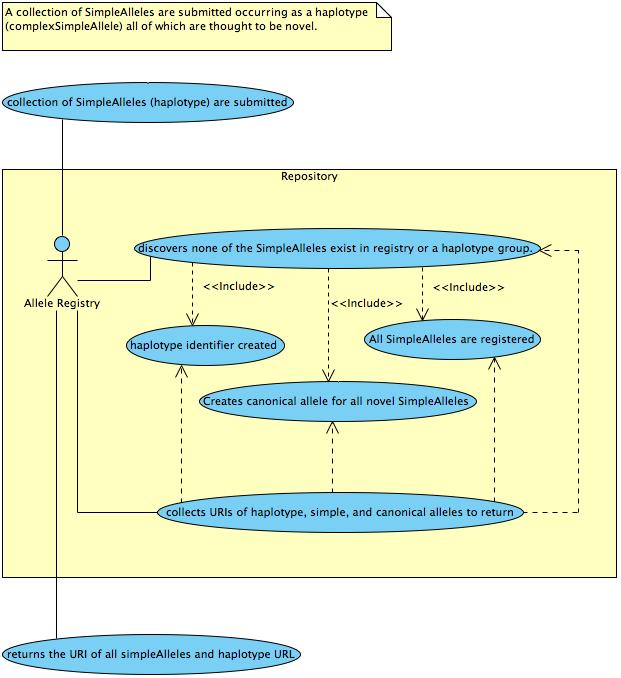 A collection of SimpleAlleles are submitted occurring as a haplotype
(complexSimpleAllele) all of which are thought to be novel.
collection of SimpleAlleles (haplotype) are submitted
Repository
discovers none of the SimpleAlleles exist in registry or a haplotype group.
<<Include>>
<<Include>>
<<Include>>
Allele Registry
haplotype identifier created
All SimpleAlleles are registered
Creates canonical allele for all novel SimpleAlleles
collects URIs of haplotype, simple, and canonical alleles to return
returns the URI of all simpleAlleles and haplotype URL